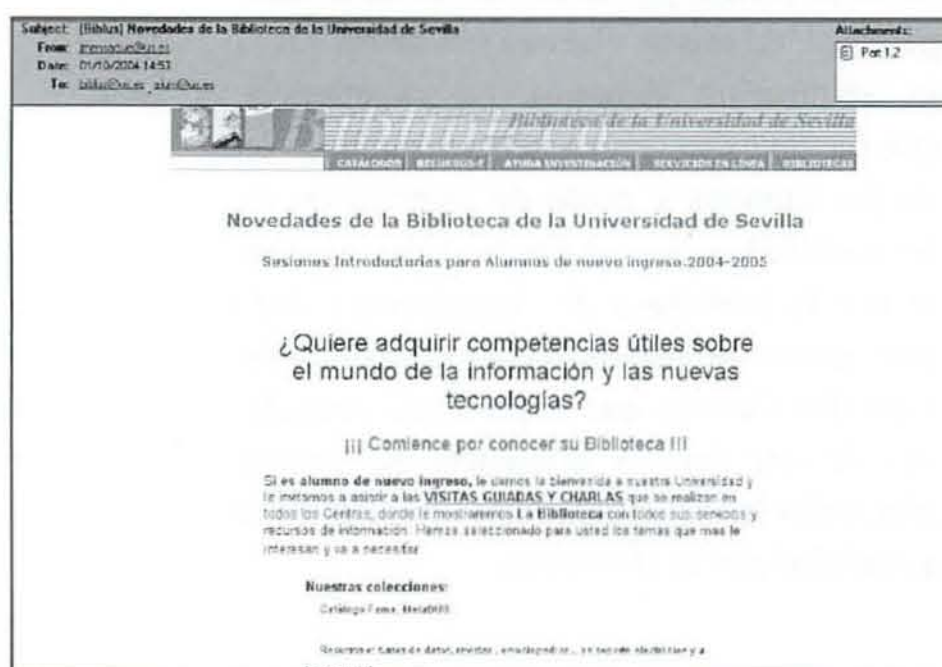 Subject: [Biblus] Novedades de la Biblioteca de la Universidad de Sevilla
Attachments:
From:
Part 1.2
Date: 01/10/2004 14:53
To:
Biblioteca de la Universidad de Sevilla
CATÁLOGOS RECURSOS-E AYUDA INVESTIGACIÓN SERVICIOS EN LÍNEA BIBLIOTECAS
Novedades de la Biblioteca de la Universidad de Sevilla
Sesiones Introductorias para Alumnos de nuevo ingreso.2004-2005
¿Quiere adquirir competencias útiles sobre
el mundo de la información y las nuevas
tecnologías?
¡¡¡ Comience por conocer su Biblioteca !!!
Si es alumno de nuevo ingreso, le damos la bienvenida a nuestra Universidad y
le invitamos a asistir a las VISITAS GUIADAS Y CHARLAS que se realizan en
todos los Centros, donde le mostraremos La Biblioteca con todos sus servicios y
recursos de información. Hemos seleccionado para usted los temas que mas le
interesan y va a necesitar
Nuestras colecciones:
Catálogo Fama,